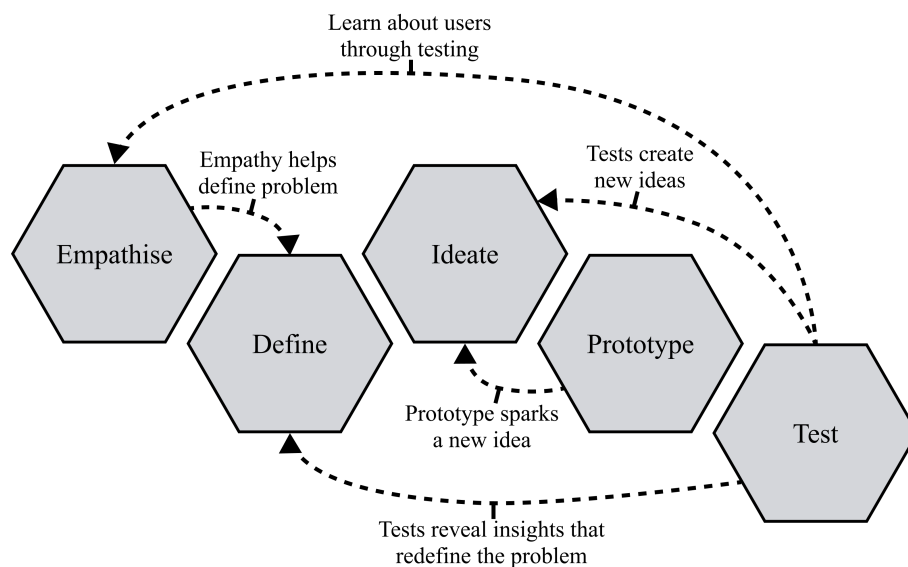 Learn about users
through testing
Empathy helps
define problem
Tests create
new ideas
Empathise
Ideate
Define
Prototype
Prototype sparks
a new idea
Test
Tests reveal insights that
redefine the problem